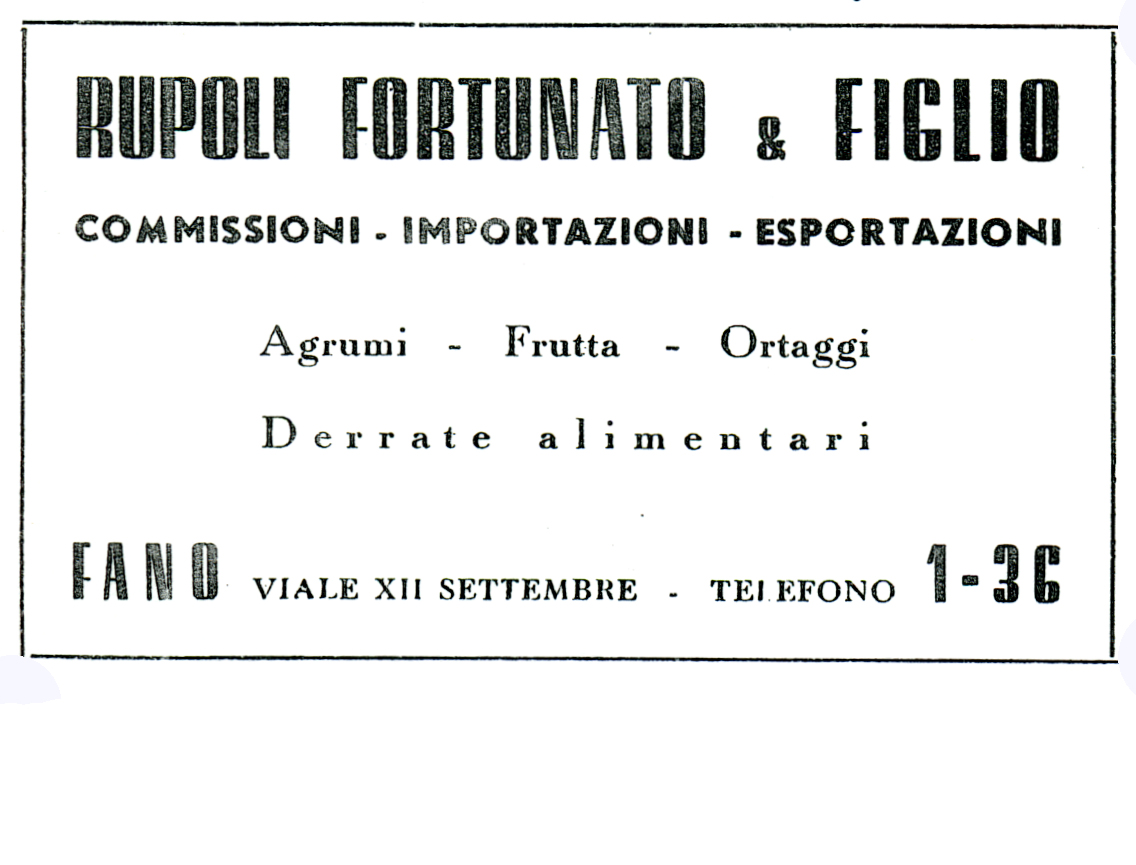 RUPOLI FORTUNATO & FIGLIO
COMMISSIONI - IMPORTAZIONI - ESPORTAZIONI
Agrumi - Frutta - Ortaggi
Derrate alimentari
FANO VIALE XII SETTEMBRE - TELEFONO 1-36